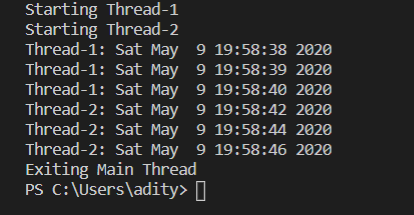 Starting Thread-1
Starting Thread-2
Thread-1: Sat May  9 19:58:38 2020
Thread-1: Sat May  9 19:58:39 2020
Thread-1: Sat May  9 19:58:40 2020
Thread-2: Sat May  9 19:58:42 2020
Thread-2: Sat May  9 19:58:44 2020
Thread-2: Sat May  9 19:58:46 2020
Exiting Main Thread
PS C:\Users\adity>